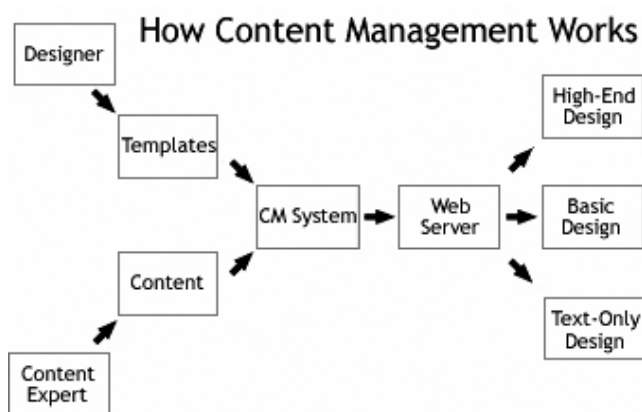 How Content Management Works
Designer
Templates
Content
Content
Expert
CM System
Web
Server
High-End
Design
Basic
Design
Text-Only
Design